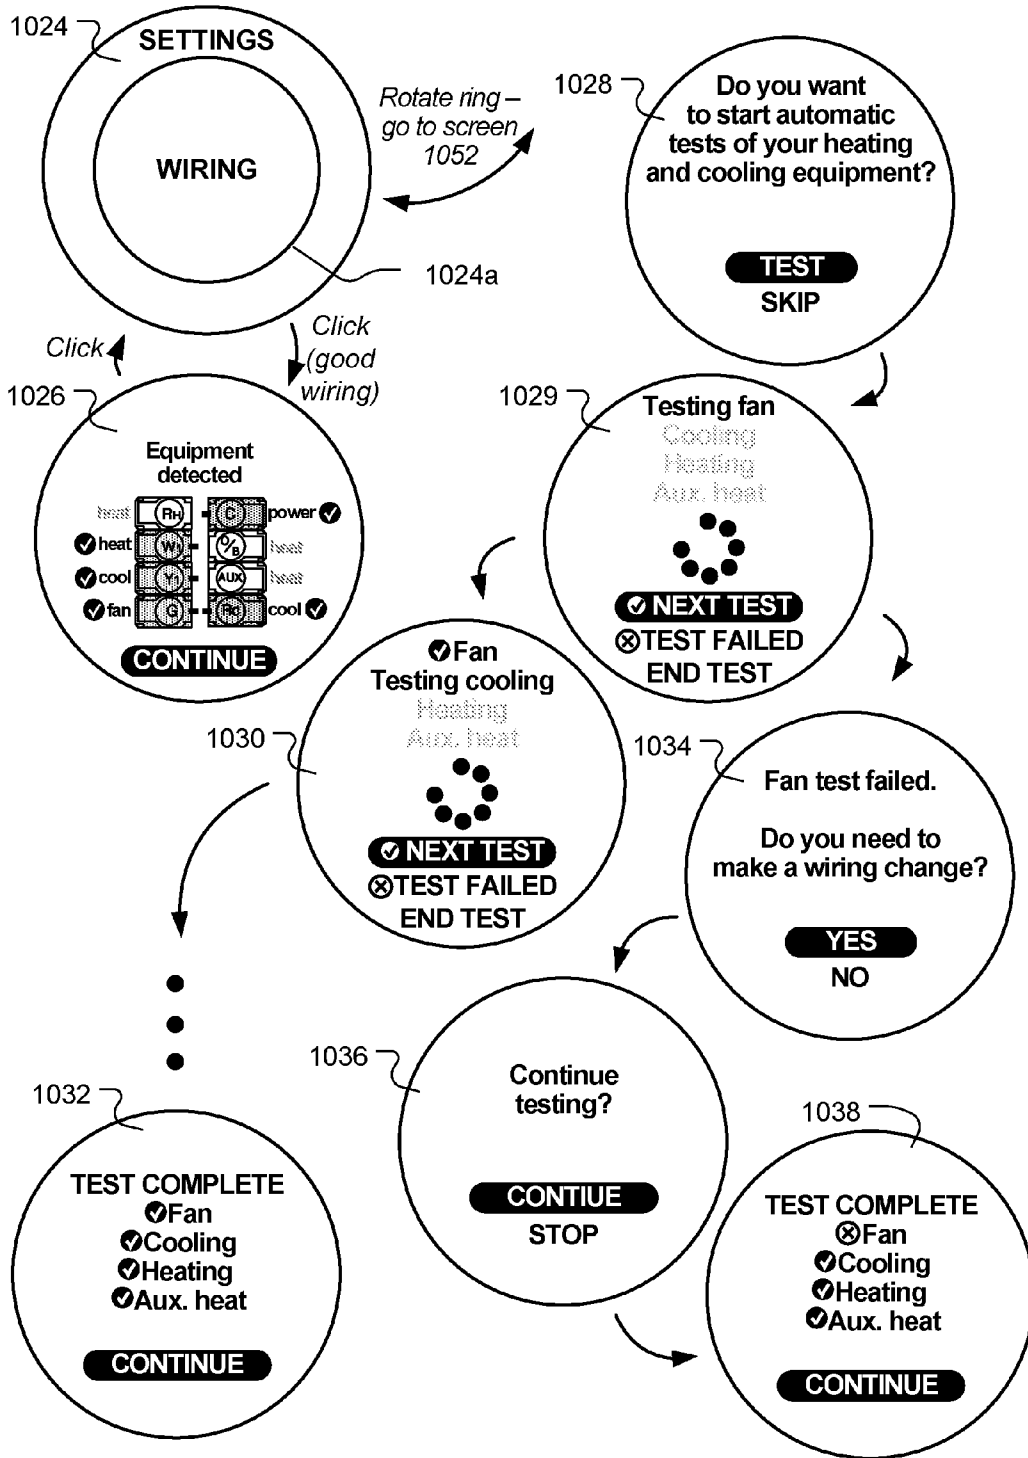 1024
SETTINGS
WIRING
1024a
Rotate ring –
go to screen
1052
Click
Click
(good
wiring)
1026
Equipment
detected
heat RH C power
heat W1 O/B heat
cool Y1 AUX heat
fan G Rc cool
CONTINUE
1028
Do you want
to start automatic
tests of your heating
and cooling equipment?
TEST
SKIP
1029
Testing fan
Cooling
Heating
Aux. heat
NEXT TEST
TEST FAILED
END TEST
1030
Fan
Testing cooling
Heating
Aux. heat
NEXT TEST
TEST FAILED
END TEST
1034
Fan test failed.
Do you need to
make a wiring change?
YES
NO
1036
Continue
testing?
CONTIUE
STOP
1032
TEST COMPLETE
Fan
Cooling
Heating
Aux. heat
CONTINUE
1038
TEST COMPLETE
Fan
Cooling
Heating
Aux. heat
CONTINUE